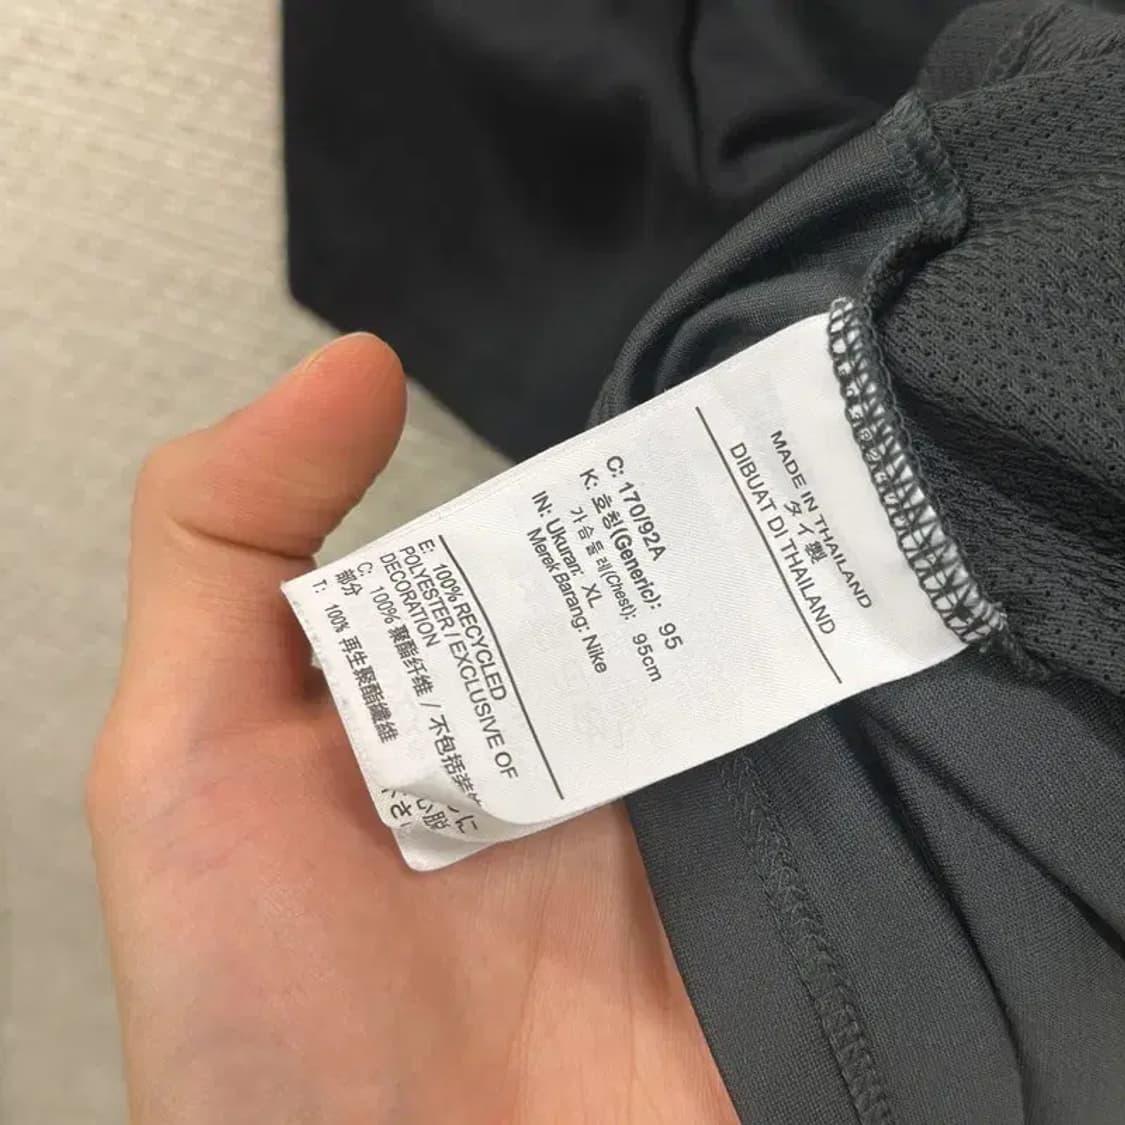 MADE IN THAILAND
タイ製
DIBUAT DI THAILAND
C: 170/92A
K: 호칭(Generic): 95
가슴둘레(Chest): 95cm
IN: Ukuran: XL
Merek Barang: Nike
E: 100% RECYCLED
POLYESTER / EXCLUSIVE OF
DECORATION
C: 100% 聚酯纤维 / 不包括装饰
部分
T: 100% 再生聚酯纖維